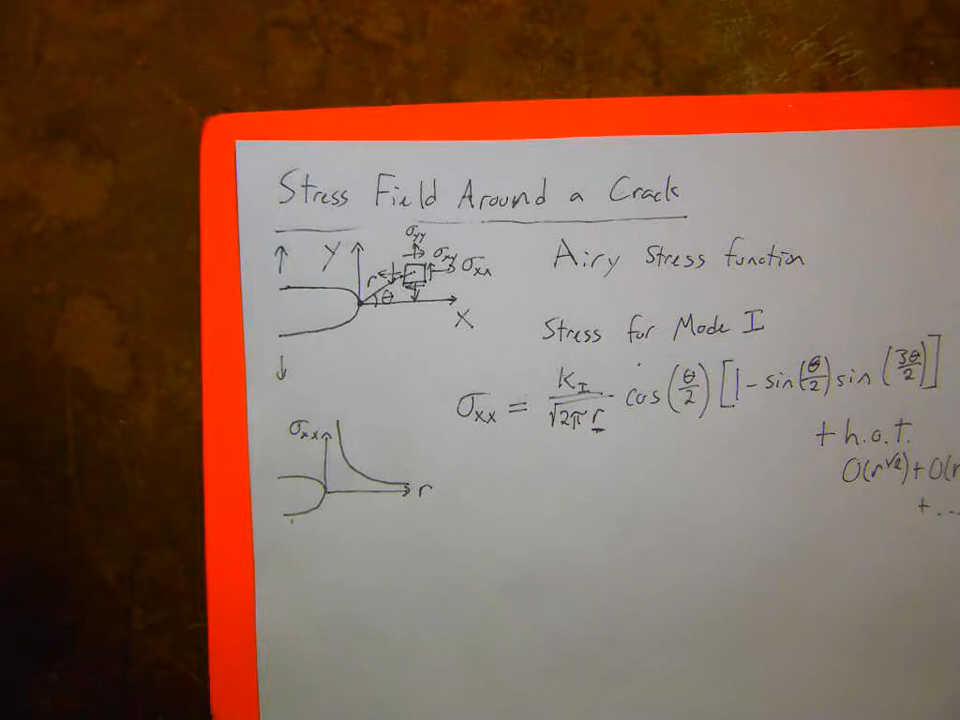 Stress Field Around a Crack
σyy
Y
r
σxy
σxx
θ
X
Airy Stress function
Stress for Mode I
σxx = K_I / √2πr cos(θ/2) [1 - sin(θ/2) sin(3θ/2)]
+ h.o.t.
O(r^1/2) + O(r
+ ...
σxx
r